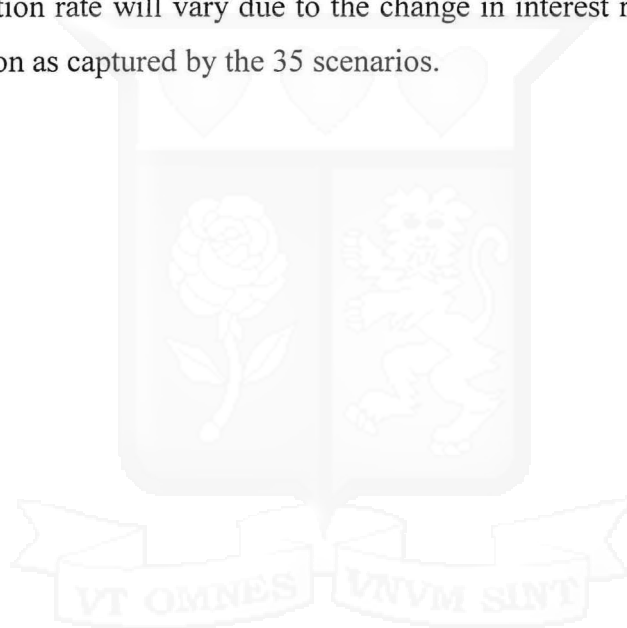 tion rate will vary due to the change in interest r
on as captured by the 35 scenarios.
VT OMNES VNVM SINT